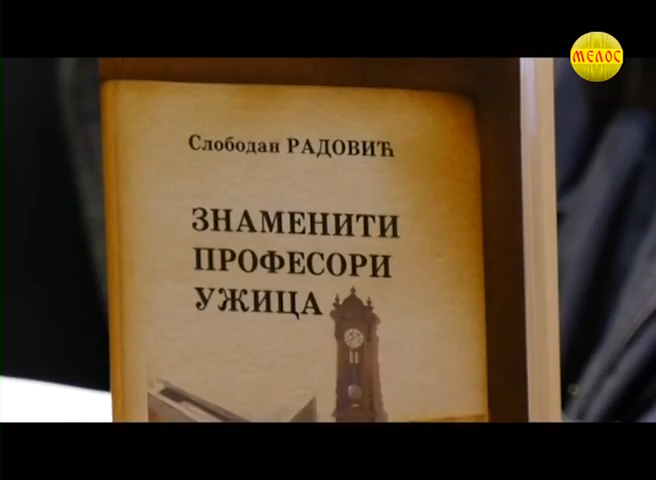 МЕЛОС
Слободан РАДОВИЋ
ЗНАМЕНИТИ
ПРОФЕСОРИ
УЖИЦА